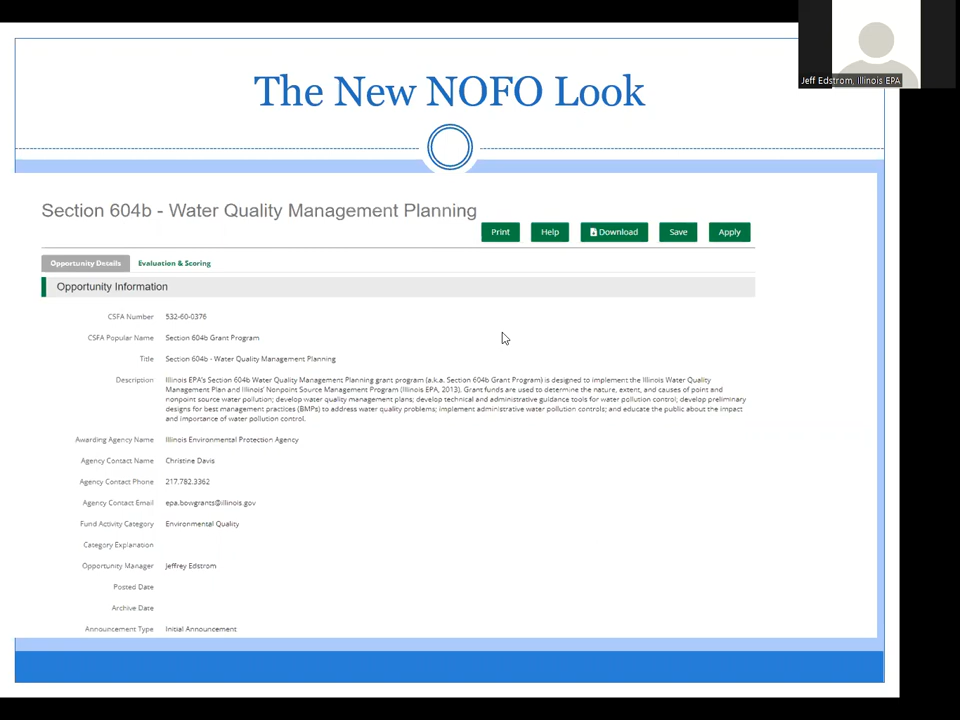 Jeff Edstrom, Illinois EPA
The New NOFO Look
Section 604b - Water Quality Management Planning
Print Help Download Save Apply
Opportunity Details Evaluation & Scoring
Opportunity Information
CSFA Number 532-60-0376
CSFA Popular Name Section 604b Grant Program
Title Section 604b - Water Quality Management Planning
Description Illinois EPA's Section 604b Water Quality Management Planning grant program (a.k.a. Section 604b Grant Program) is designed to implement the Illinois Water Quality
Management Plan and Illinois' Nonpoint Source Management Program (Illinois EPA, 2013). Grant funds are used to determine the nature, extent, and causes of point and
nonpoint source water pollution; develop water quality management plans; develop technical and administrative guidance tools for water pollution control; develop preliminary
designs for best management practices (BMPs) to address water quality problems; implement administrative water pollution controls; and educate the public about the impact
and importance of water pollution control.
Awarding Agency Name Illinois Environmental Protection Agency
Agency Contact Name Christine Davis
Agency Contact Phone 217.782.3362
Agency Contact Email epa.bowgrants@illinois.gov
Fund Activity Category Environmental Quality
Category Explanation
Opportunity Manager Jeffrey Edstrom
Posted Date
Archive Date
Announcement Type Initial Announcement